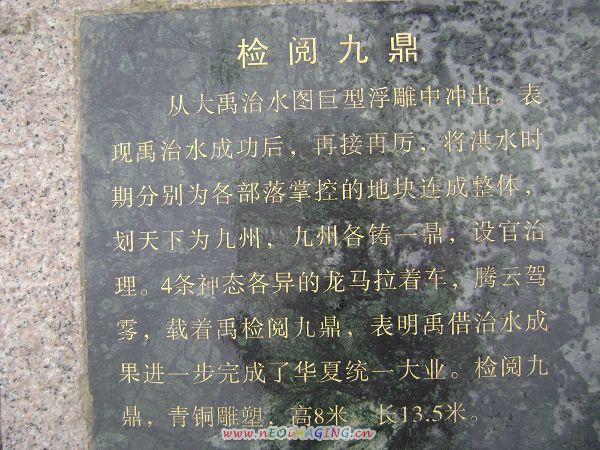 检阅九鼎
从大禹治水图巨型浮雕中冲出。表
现禹治水成功后，再接再厉，将洪水时
期分别为各部落掌控的地块连成整体，
划天下为九州，九州各铸一鼎，设官治
理。4条神态各异的龙马拉着车，腾云驾
雾，载着禹检阅九鼎，表明禹借治水成
果进一步完成了华夏统一大业。检阅九
鼎，青铜雕塑，高8米　长13.5米。
www.nEOiMAGING.cn